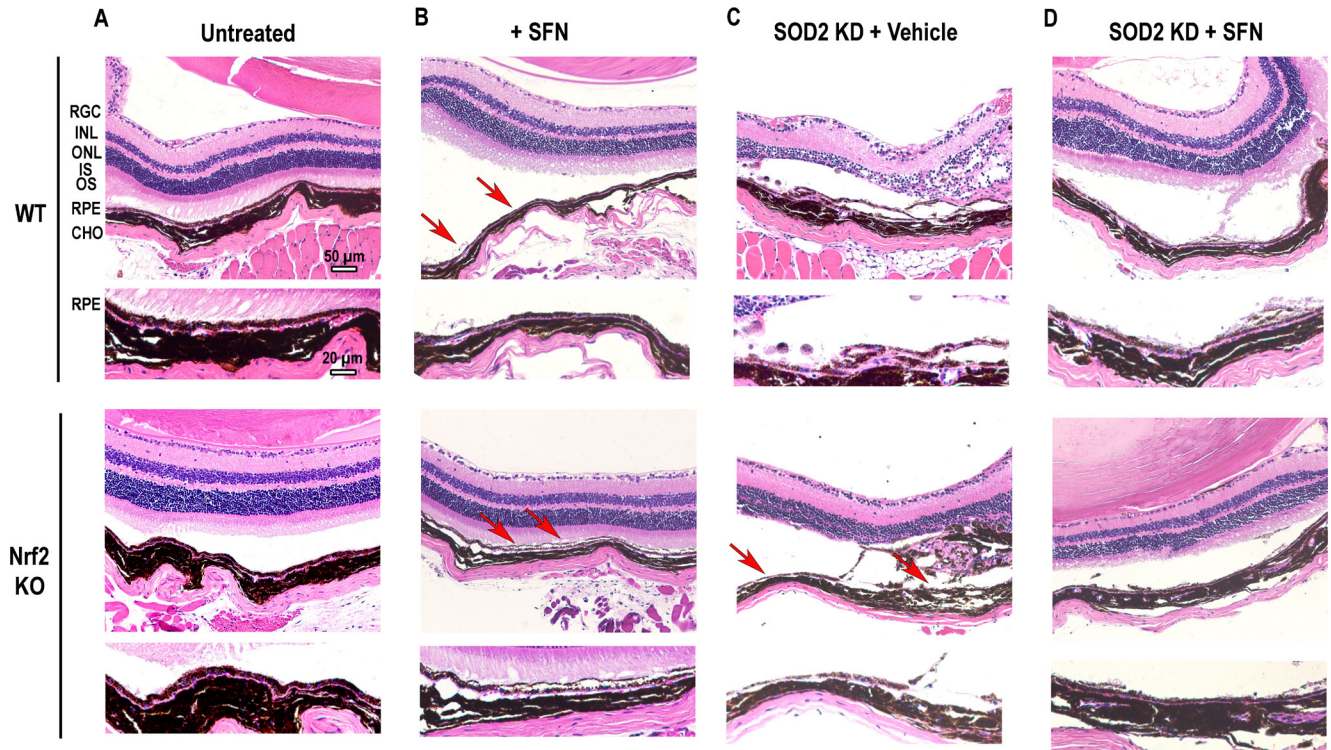 A
B
C
D
Untreated
+ SFN
SOD2 KD + Vehicle
SOD2 KD + SFN
WT
RGC
INL
ONL
IS
OS
RPE
CHO
50 µm
RPE
20 µm
Nrf2
KO